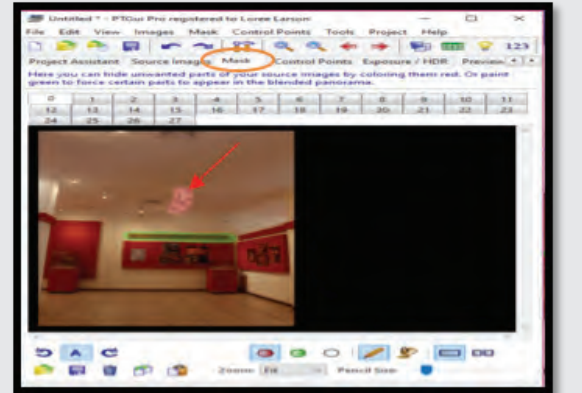 Untitled * - PTGui Pro registered to Loree Larson
File Edit View Images Mask Control Points Tools Project Help
123
Project Assistant Source Images Mask Control Points Exposure / HDR Preview
Here you can hide unwanted parts of your source images by coloring them red. Or paint
green to force certain parts to appear in the blended panorama.
0 1 2 3 4 5 6 7 8 9 10 11
12 13 14 15 16 17 18 19 20 21 22 23
24 25 26 27
A
Zoom: Fit Pencil Size: